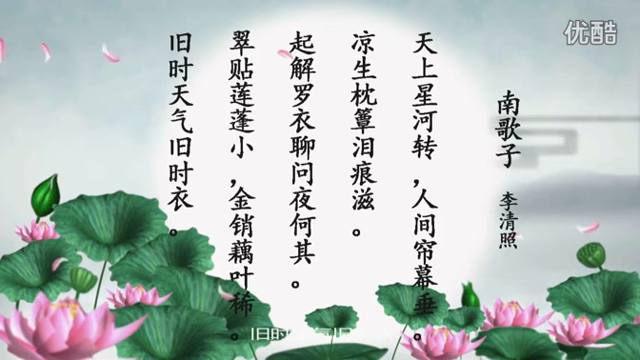 南歌子
李清照
天上星河转,人间帘幕垂。
凉生枕簟泪痕滋。
起解罗衣聊问夜何其。
翠贴莲蓬小,金销藕叶稀。
旧时天气旧时衣。
优酷